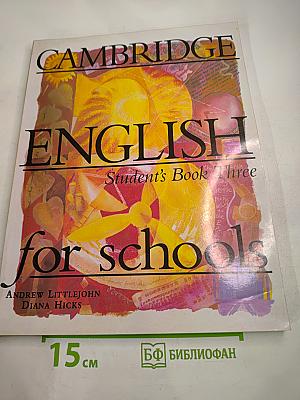 CAMBRIDGE
ENGLISH
Student's Book Three
for schools
ANDREW LITTLEJOHN
DIANA HICKS
15 см
БФ БИБЛИОФАН